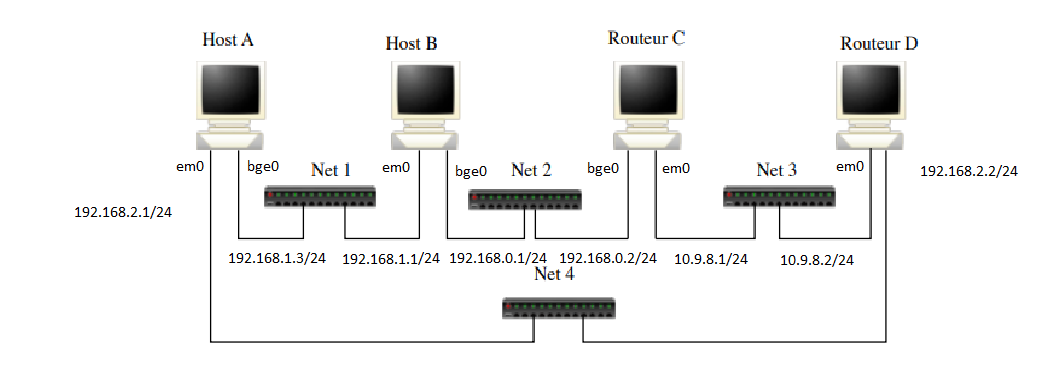 Host A
Host B
Routeur C
Routeur D
em0
bge0
Net 1
em0
bge0
Net 2
bge0
em0
Net 3
em0
192.168.2.2/24
192.168.2.1/24
192.168.1.3/24
192.168.1.1/24
192.168.0.1/24
192.168.0.2/24
10.9.8.1/24
10.9.8.2/24
Net 4